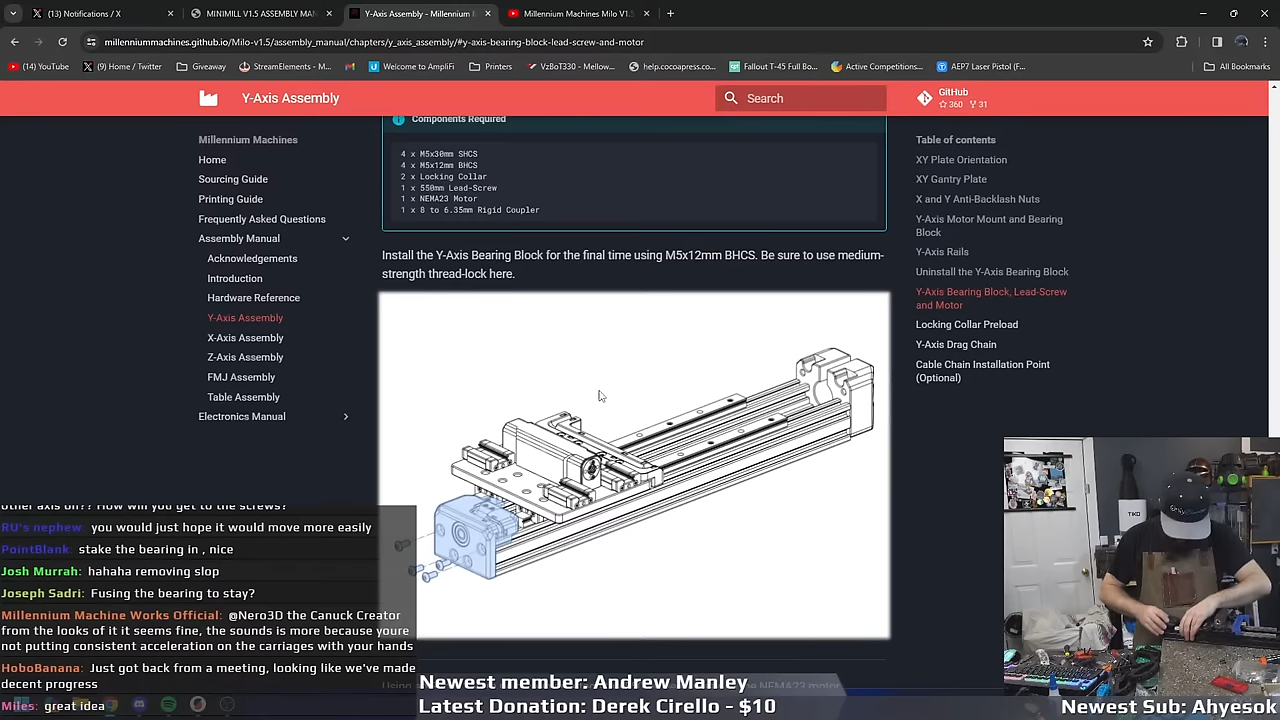 (13) Notifications / X
MINIMILL V1.5 ASSEMBLY MAN
Y-Axis Assembly - Millennium
Millennium Machines Milo V1.5
millenniummachines.github.io/Milo-v1.5/assembly_manual/chapters/y_axis_assembly/#y-axis-bearing-block-lead-screw-and-motor
(14) YouTube
(9) Home / Twitter
Giveaway
StreamElements - M...
Welcome to AmpliFi
Printers
VzBoT330 - Mellow...
help.cocoapress.com...
Fallout T-45 Full Bo...
Active Competitions...
AEP7 Laser Pistol (F...
All Bookmarks
Y-Axis Assembly
Search
GitHub
360 31
Millennium Machines
Home
Sourcing Guide
Printing Guide
Frequently Asked Questions
Assembly Manual
Acknowledgements
Introduction
Hardware Reference
Y-Axis Assembly
X-Axis Assembly
Z-Axis Assembly
FMJ Assembly
Table Assembly
Electronics Manual
Components Required
4 x M5x30mm SHCS
4 x M5x12mm BHCS
2 x Locking Collar
1 x 550mm Lead-Screw
1 x NEMA23 Motor
1 x 8 to 6.35mm Rigid Coupler
Install the Y-Axis Bearing Block for the final time using M5x12mm BHCS. Be sure to use medium-
strength thread-lock here.
Table of contents
XY Plate Orientation
XY Gantry Plate
X and Y Anti-Backlash Nuts
Y-Axis Motor Mount and Bearing
Block
Y-Axis Rails
Uninstall the Y-Axis Bearing Block
Y-Axis Bearing Block, Lead-Screw
and Motor
Locking Collar Preload
Y-Axis Drag Chain
Cable Chain Installation Point
(Optional)
other axis on?? How will you get to the screws?
RU's nephew: you would just hope it would move more easily
PointBlank: stake the bearing in , nice
Josh Murrah: hahaha removing slop
Joseph Sadri: Fusing the bearing to stay?
Millennium Machine Works Official: @Nero3D the Canuck Creator
from the looks of it it seems fine, the sounds is more because youre
not putting consistent acceleration on the carriages with your hands
HoboBanana: Just got back from a meeting, looking like we've made
decent progress
Miles: great idea
Newest member: Andrew Manley
Latest Donation: Derek Cirello - $10
Newest Sub: Ahyesok